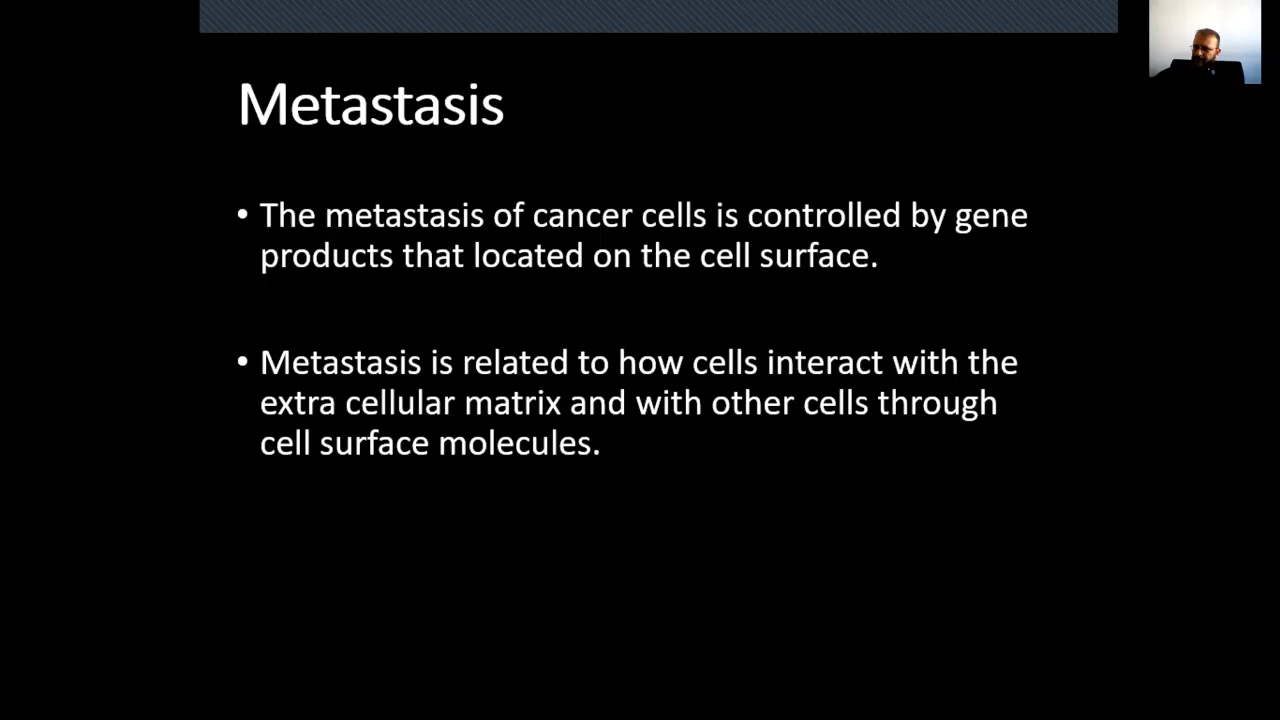 Metastasis
• The metastasis of cancer cells is controlled by gene
products that located on the cell surface.
• Metastasis is related to how cells interact with the
extra cellular matrix and with other cells through
cell surface molecules.